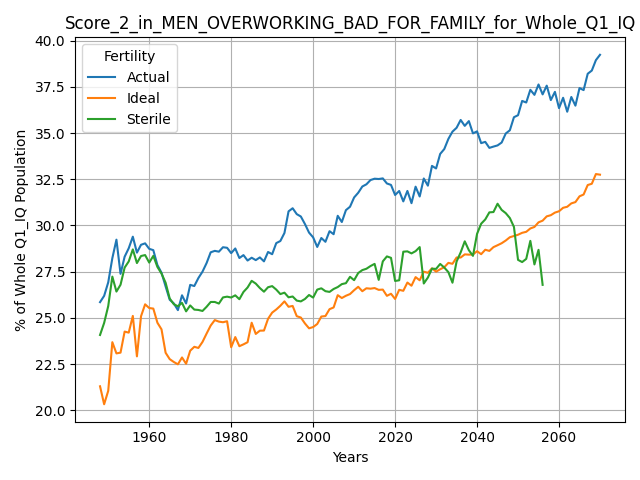 Score_2_in_MEN_OVERWORKING_BAD_FOR_FAMILY_for_Whole_Q1_IQ
40.0
37.5
35.0
32.5
30.0
27.5
25.0
22.5
20.0
% of Whole Q1_IQ Population
Fertility
Actual
Ideal
Sterile
1960 1980 2000 2020 2040 2060
Years